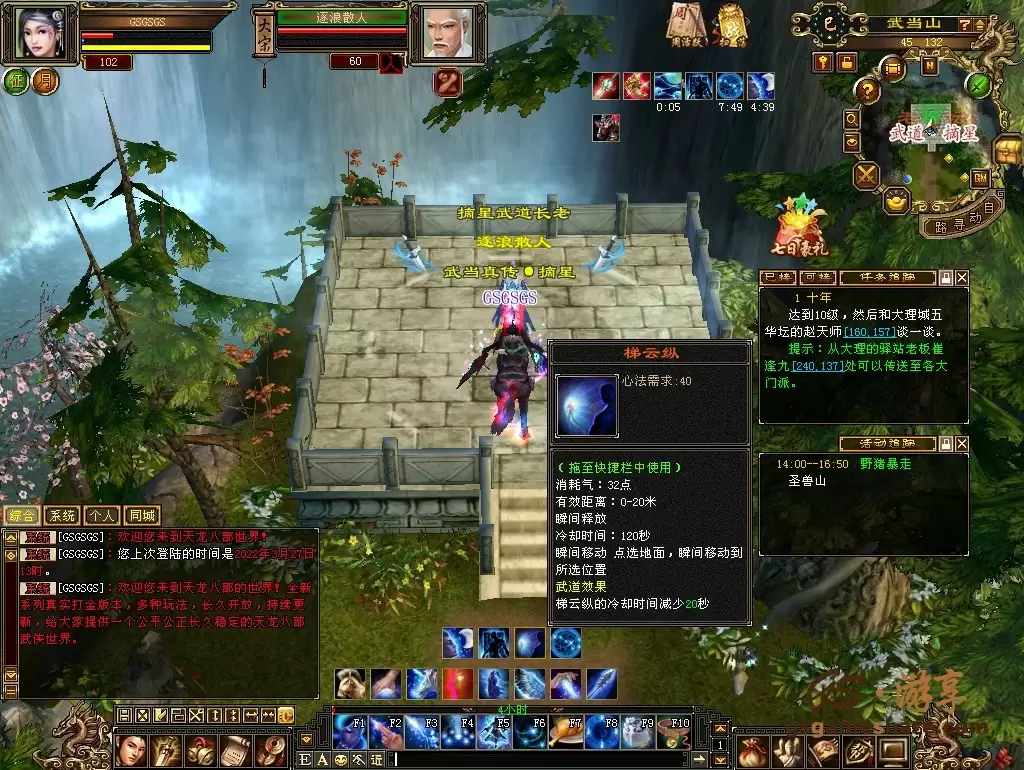 GSGSGS
102
大宋
逐浪散人
60
征
周
0:05
7:49
4:39
武当山
?
45 132
N
武道
摘星
GM
自动寻路
七日豪礼
摘星武道长老
逐浪散人
武当真传●摘星
GSGSGS
梯云纵
心法需求:40
(拖至快捷栏中使用)
消耗气:32点
有效距离:0-20米
瞬间释放
冷却时间:120秒
瞬间移动 点选地面,瞬间移动到
所选位置
武道效果
梯云纵的冷却时间减少20秒
已接 可接 任务追踪
1 十年
达到10级,然后和大理城五
华坛的赵天师[160,157]谈一谈。
提示:从大理的驿站老板崔
逢九[240,137]处可以传送至各大
门派。
活动追踪
14:00--16:50 野猪暴走
圣兽山
综合 系统 个人 同城
系统 [GSGSGS]:欢迎您来到天龙八部世界!
系统 [GSGSGS]:您上次登陆的时间是2022年3月27日
13时。
系统 [GSGSGS]:欢迎您来到天龙八部的世界!全新
系列真实打金版本,多种玩法,长久开放,持续更
新,给大家提供一个公平公正长久稳定的天龙八部
武侠世界。
4小时
F1 F2 F3 F4 F5 F6 F7 F8 F9 F10
1
E A 近
游享